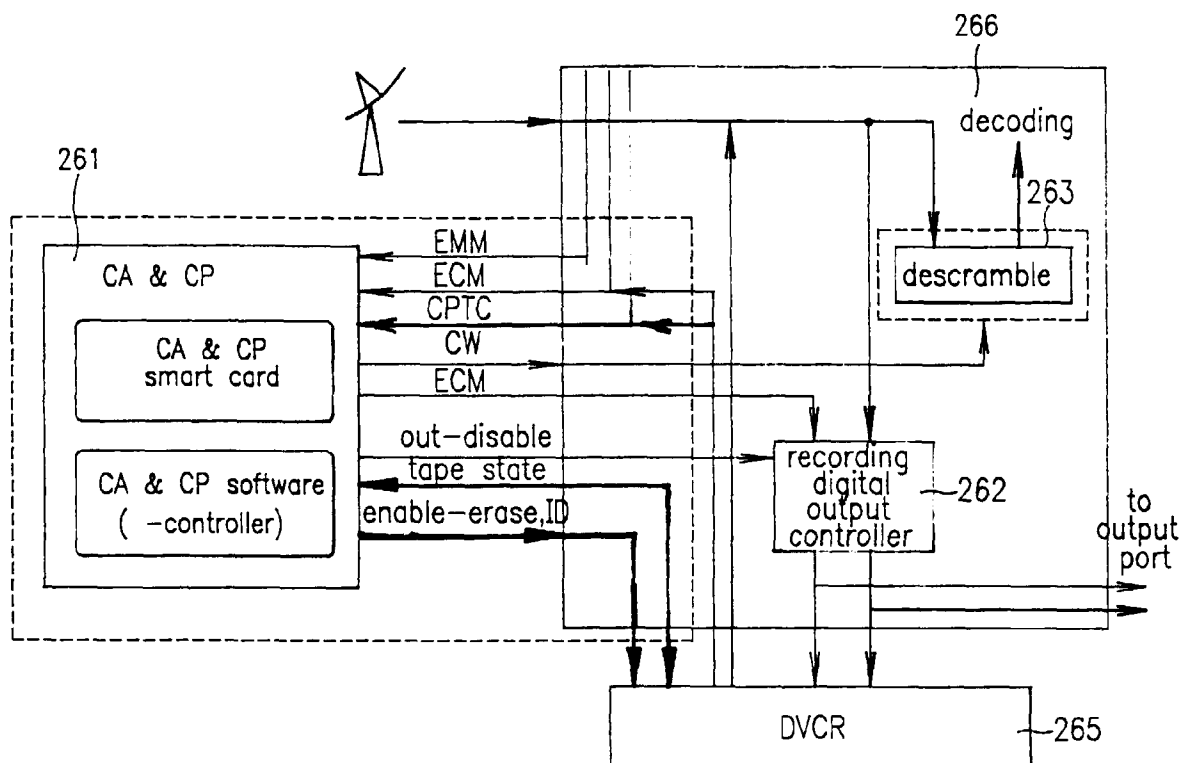 266
decoding
261
263
EMM
CA & CP
ECM
descramble
CPTC
CA & CP
smart card
CW
ECM
out-disable
tape state
recording
digital
output
controller
262
CA & CP software
( -controller)
enable-erase,ID
to
output
port
DVCR
265